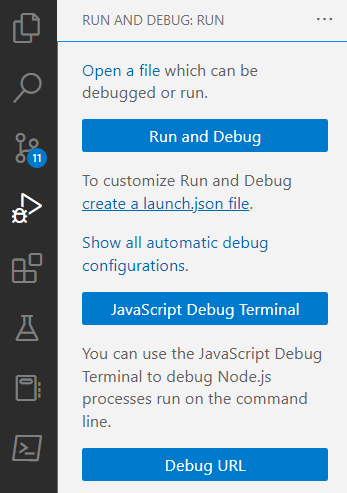 RUN AND DEBUG: RUN
Open a file which can be
debugged or run.
Run and Debug
11
To customize Run and Debug
create a launch.json file.
Show all automatic debug
configurations.
JavaScript Debug Terminal
You can use the JavaScript Debug
Terminal to debug Node.js
processes run on the command
line.
Debug URL